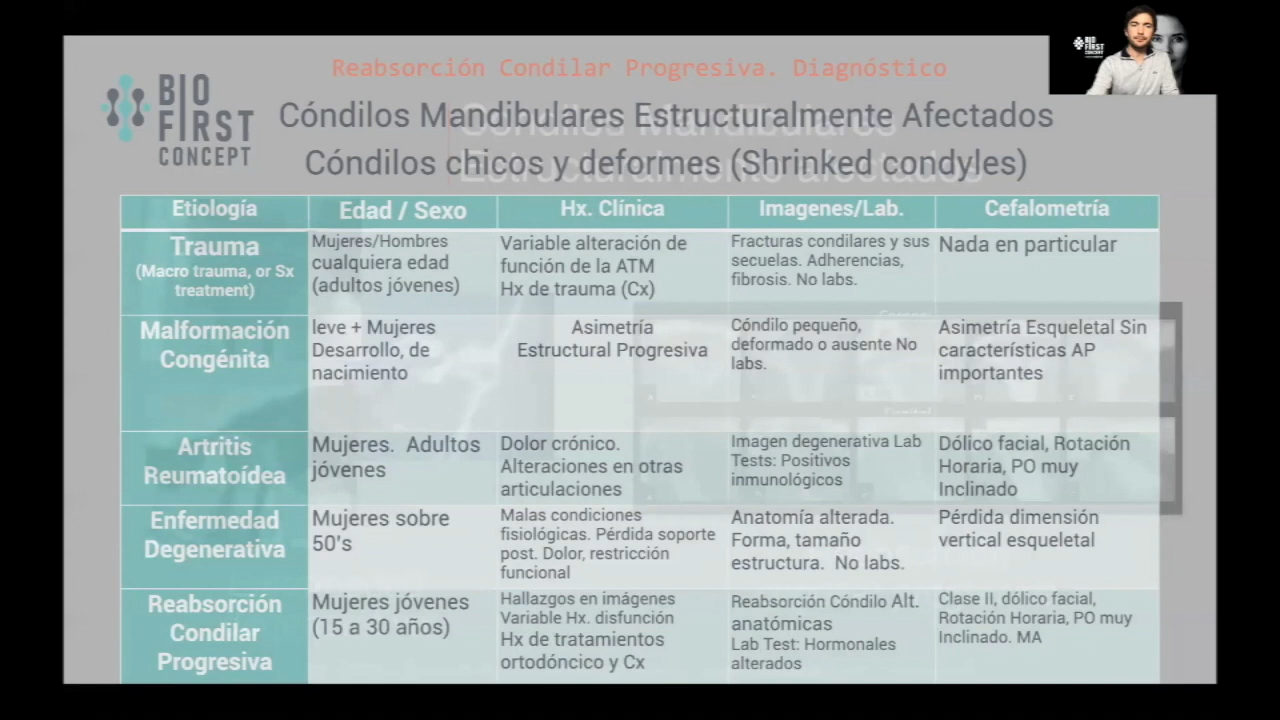 Reabsorción Condilar Progresiva. Diagnóstico
BIO
FIRST
CONCEPT
Cóndilos Mandibulares Estructuralmente Afectados
Cóndilos chicos y deformes (Shrinked condyles)
Cóndilos Mandibulares
Estructuralmente afectados
BIO
FIRST
CONCEPT
Etiología
Edad / Sexo
Hx. Clínica
Imagenes/Lab.
Cefalometría
Trauma
(Macro trauma, or Sx
treatment)
Mujeres/Hombres
cualquiera edad
(adultos jóvenes)
Variable alteración de
función de la ATM
Hx de trauma (Cx)
Fracturas condilares y sus
secuelas. Adherencias,
fibrosis. No labs.
Nada en particular
Malformación
Congénita
leve + Mujeres
Desarrollo, de
nacimiento
Asimetría
Estructural Progresiva
Cóndilo pequeño,
deformado o ausente No
labs.
Asimetría Esqueletal Sin
características AP
importantes
Artritis
Reumatoídea
Mujeres. Adultos
jóvenes
Dolor crónico.
Alteraciones en otras
articulaciones
Imagen degenerativa Lab
Tests: Positivos
inmunológicos
Dólico facial, Rotación
Horaria, PO muy
Inclinado
Enfermedad
Degenerativa
Mujeres sobre
50's
Malas condiciones
fisiológicas. Pérdida soporte
post. Dolor, restricción
funcional
Anatomía alterada.
Forma, tamaño
estructura. No labs.
Pérdida dimensión
vertical esqueletal
Reabsorción
Condilar
Progresiva
Mujeres jóvenes
(15 a 30 años)
Hallazgos en imágenes
Variable Hx. disfunción
Hx de tratamientos
ortodóncico y Cx
Reabsorción Cóndilo Alt.
anatómicas
Lab Test: Hormonales
alterados
Clase II, dólico facial,
Rotación Horaria, PO muy
Inclinado. MA